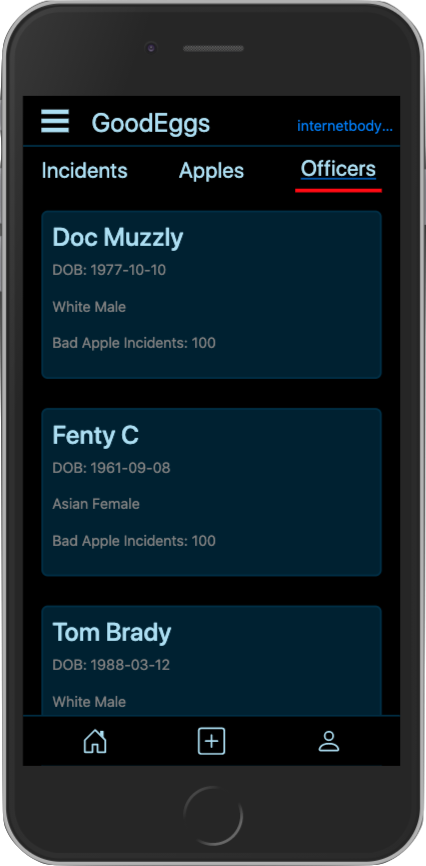 GoodEggs
internetbody...
Incidents Apples Officers
Doc Muzzly
DOB: 1977-10-10
White Male
Bad Apple Incidents: 100
Fenty C
DOB: 1961-09-08
Asian Female
Bad Apple Incidents: 100
Tom Brady
DOB: 1988-03-12
White Male